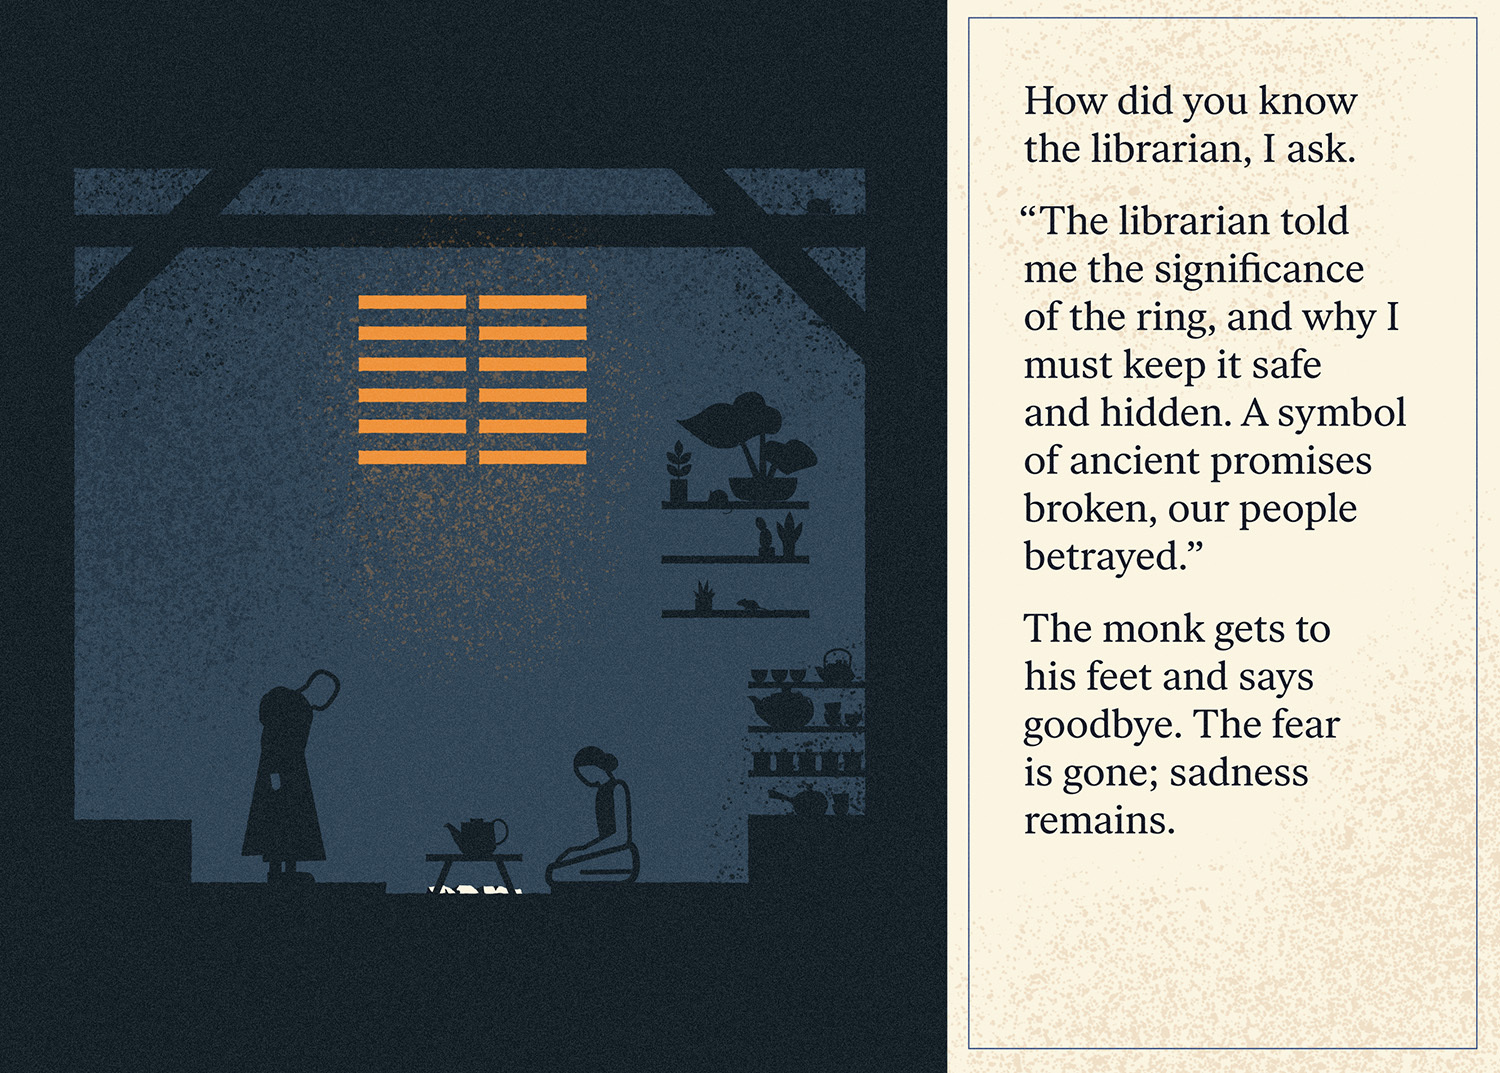 How did you know
the librarian, I ask.
“The librarian told
me the significance
of the ring, and why I
must keep it safe
and hidden. A symbol
of ancient promises
broken, our people
betrayed.”
The monk gets to
his feet and says
goodbye. The fear
is gone; sadness
remains.